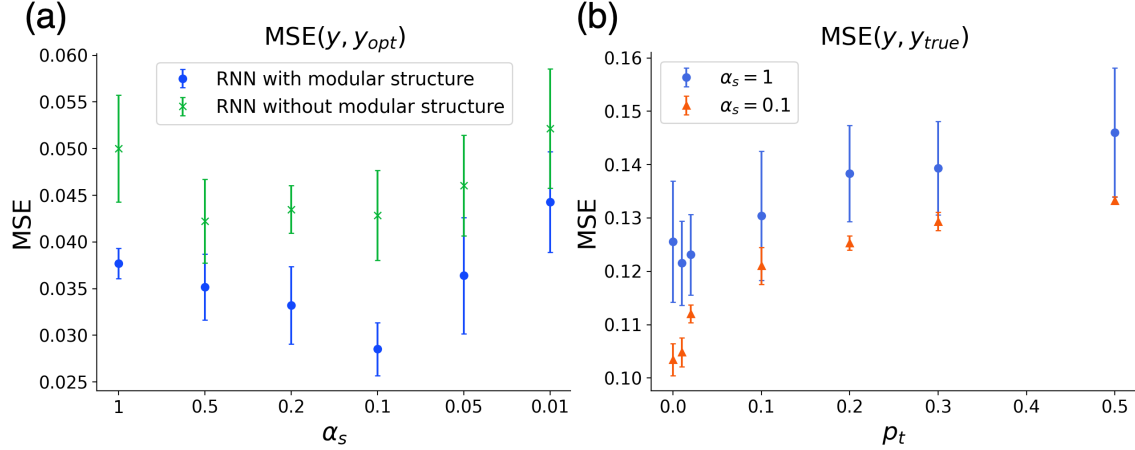 (a)
MSE(y, y_opt)
RNN with modular structure
RNN without modular structure
MSE
0.060
0.055
0.050
0.045
0.040
0.035
0.030
0.025
1 0.5 0.2 0.1 0.05 0.01
α_s
(b)
MSE(y, y_true)
α_s = 1
α_s = 0.1
MSE
0.16
0.15
0.14
0.13
0.12
0.11
0.10
0.0 0.1 0.2 0.3 0.4 0.5
p_t